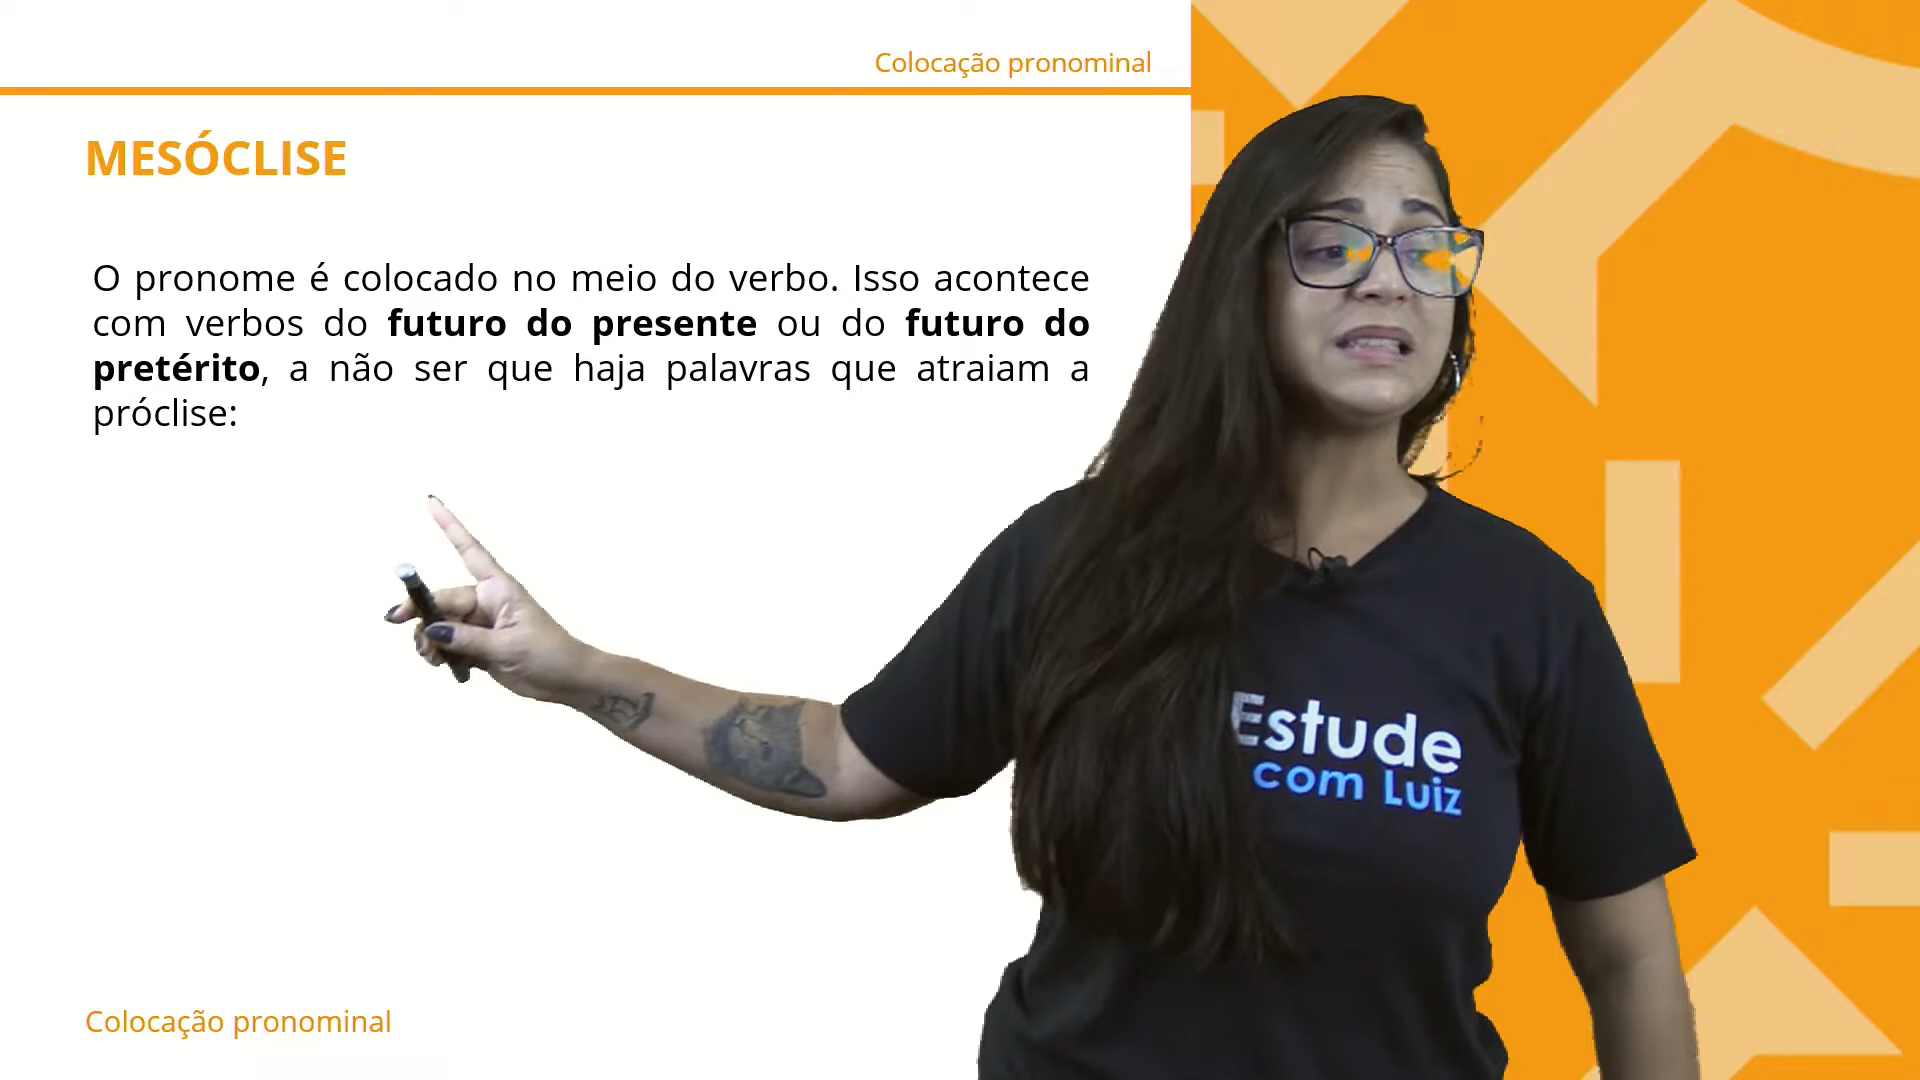 Colocação pronominal
MESÓCLISE
O pronome é colocado no meio do verbo. Isso acontece
com verbos do futuro do presente ou do futuro do
pretérito, a não ser que haja palavras que atraiam a
próclise:
Estude
com Luiz
Colocação pronominal